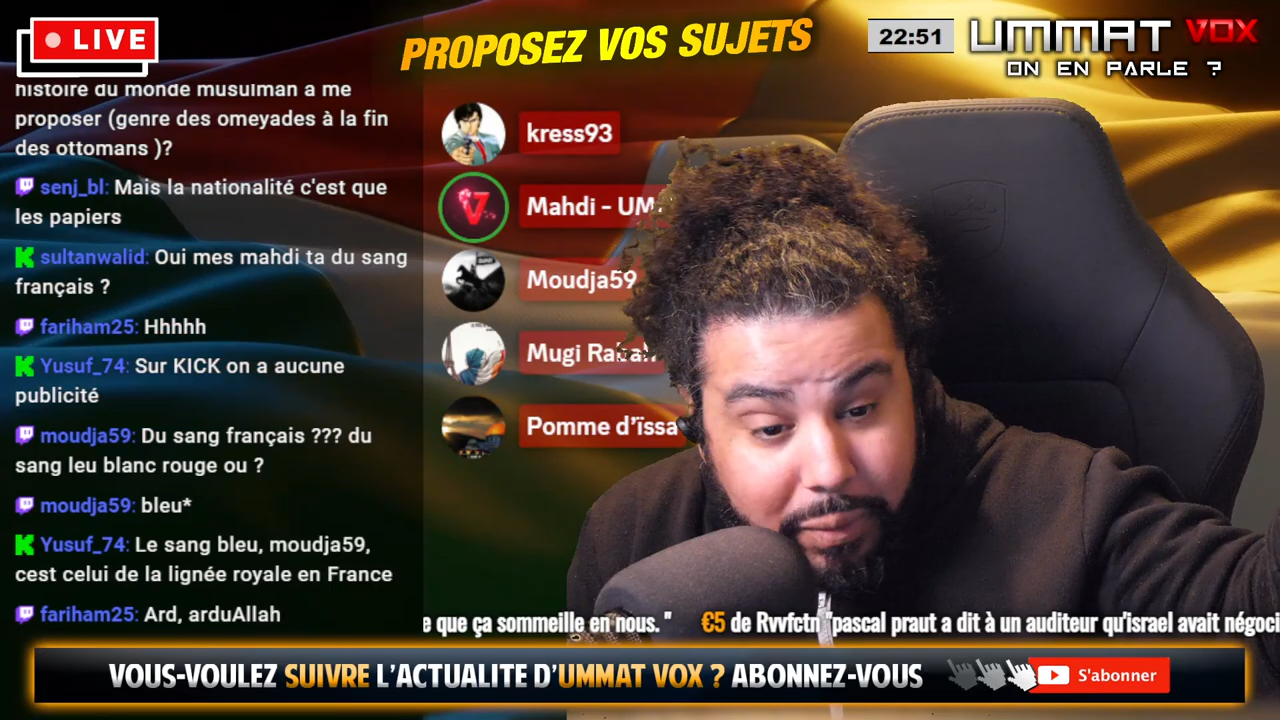 LIVE
PROPOSEZ VOS SUJETS
22:51
UMMAT VOX
ON EN PARLE ?
histoire du monde musulman a me
proposer (genre des omeyades à la fin
des ottomans )?
senj_bl: Mais la nationalité c'est que
les papiers
sultanwalid: Oui mes mahdi ta du sang
français ?
fariham25: Hhhhh
Yusuf_74: Sur KICK on a aucune
publicité
moudja59: Du sang français ??? du
sang leu blanc rouge ou ?
moudja59: bleu*
Yusuf_74: Le sang bleu, moudja59,
cest celui de la lignée royale en France
fariham25: Ard, arduAllah
kress93
Mahdi - UM
Moudja59
Mugi
Pomme d'ïssa
e que ça sommeille en nous. " €5 de Rvvfctn "pascal praut a dit à un auditeur qu'israel avait négoci
VOUS-VOULEZ SUIVRE L'ACTUALITE D'UMMAT VOX ? ABONNEZ-VOUS
S'abonner